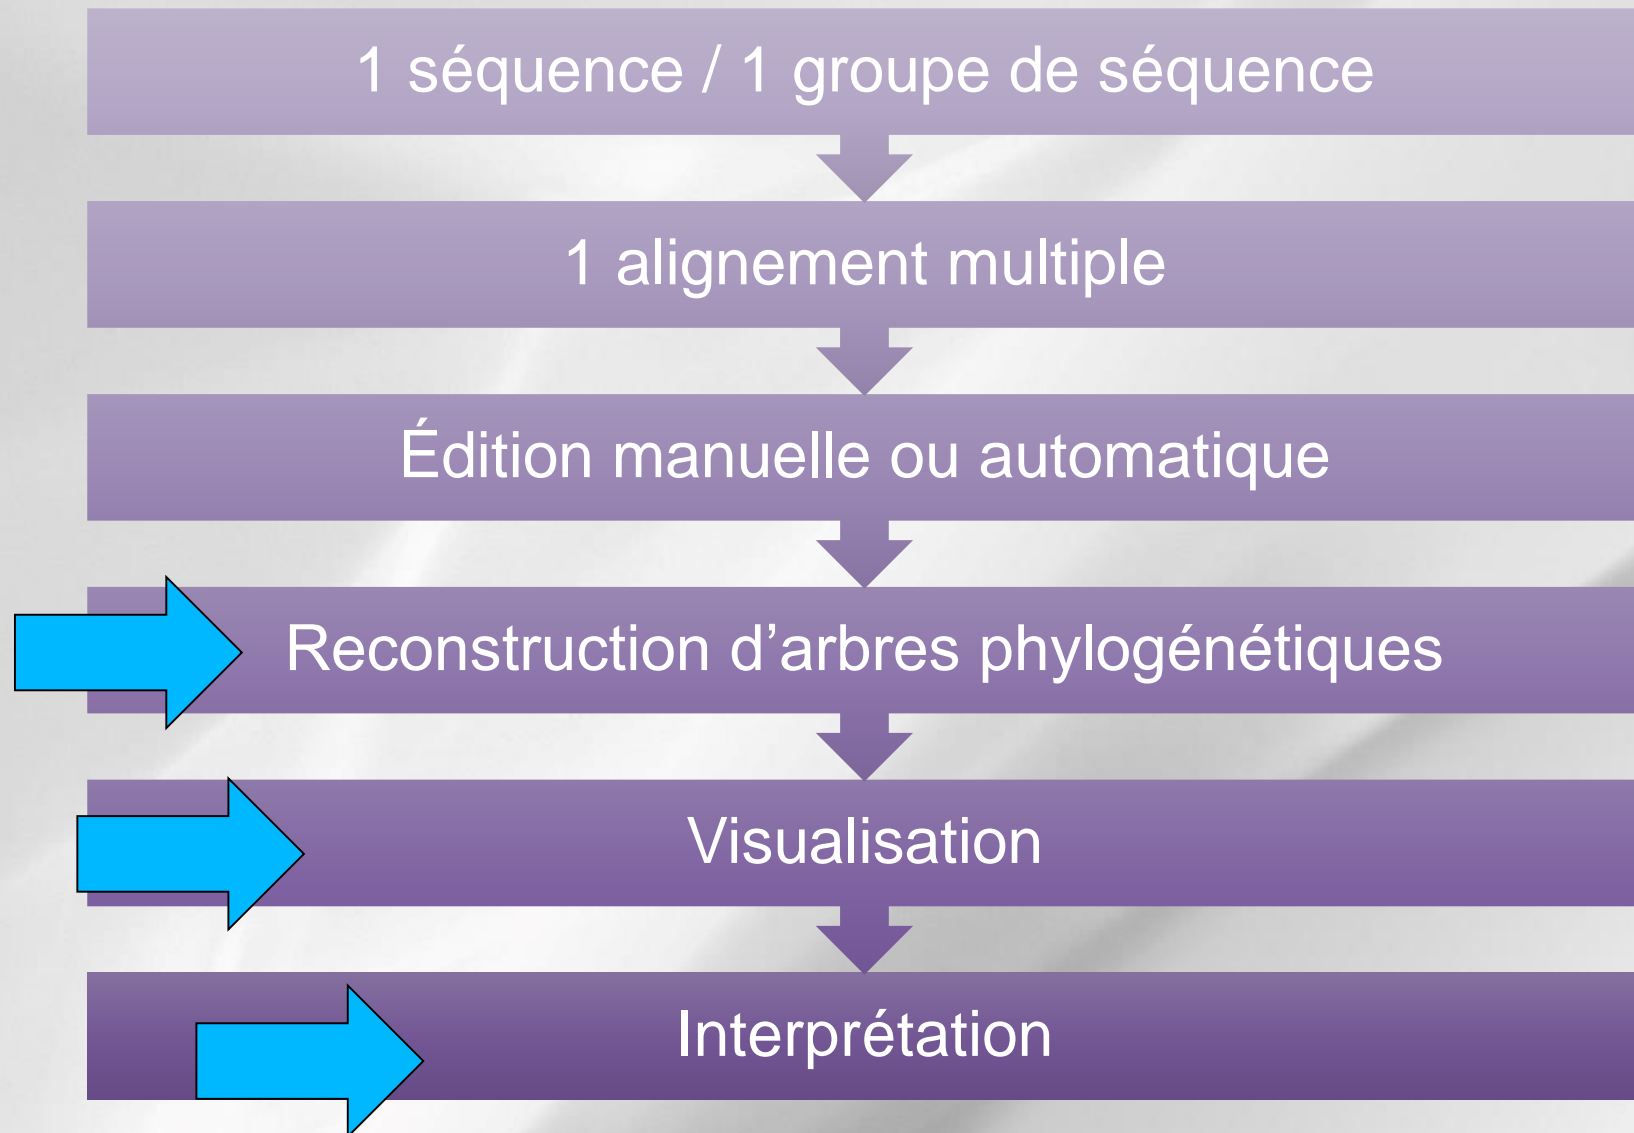 1 séquence / 1 groupe de séquence
1 alignement multiple
Édition manuelle ou automatique
Reconstruction d’arbres phylogénétiques
Visualisation
Interprétation